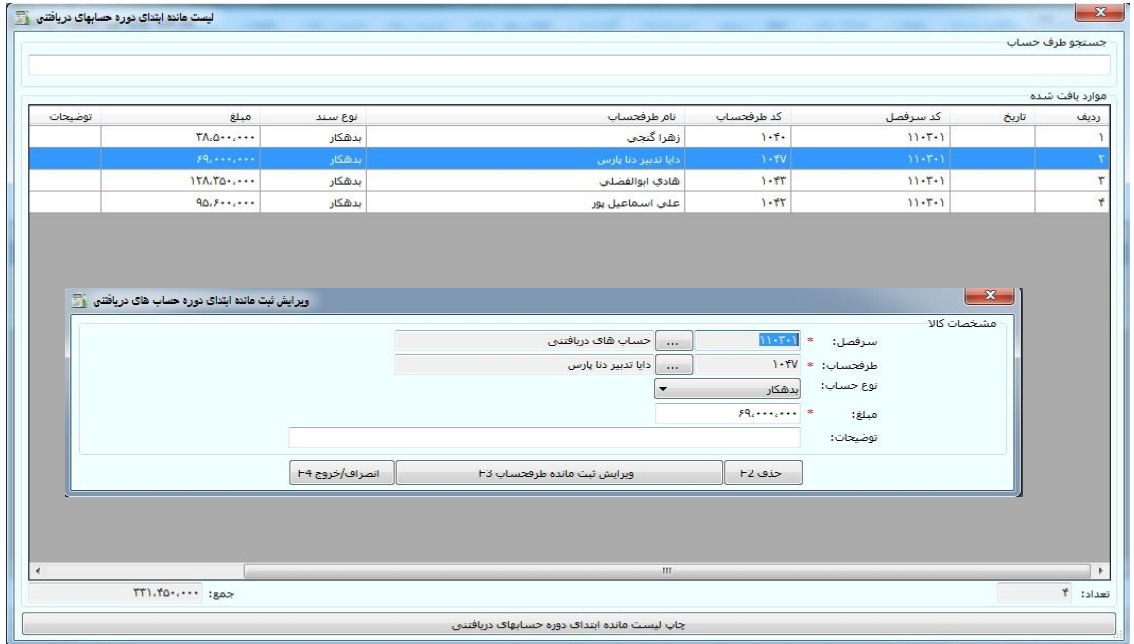 لیست مانده ابتدای دوره حسابهای دریافتنی
جستجو طرف حساب
موارد یافت شده
ردیف تاریخ کد سرفصل کد طرفحساب نام طرفحساب نوع سند مبلغ توضیحات
۱ ۱۱۰۳۰۱ ۱۰۴۰ زهرا گنجی بدهکار ۳۸,۵۰۰,۰۰۰
۲ ۱۱۰۳۰۱ ۱۰۴۷ دایا تدبیر دنا پارس بدهکار ۶۹,۰۰۰,۰۰۰
۳ ۱۱۰۳۰۱ ۱۰۴۳ هادی ابوالفضلی بدهکار ۱۲۸,۳۵۰,۰۰۰
۴ ۱۱۰۳۰۱ ۱۰۴۲ علی اسماعیل پور بدهکار ۹۵,۶۰۰,۰۰۰
ویرایش ثبت مانده ابتدای دوره حساب های دریافتنی
مشخصات کالا
سرفصل: * ۱۱۰۳۰۱ ... حساب های دریافتنی
طرفحساب: * ۱۰۴۷ ... دایا تدبیر دنا پارس
نوع حساب: بدهکار
مبلغ: * ۶۹,۰۰۰,۰۰۰
توضیحات:
حذف F2 ویرایش ثبت مانده طرفحساب F3 انصراف/خروج F4
تعداد: ۴ جمع: ۳۳۱,۴۵۰,۰۰۰
چاپ لیست مانده ابتدای دوره حسابهای دریافتنی